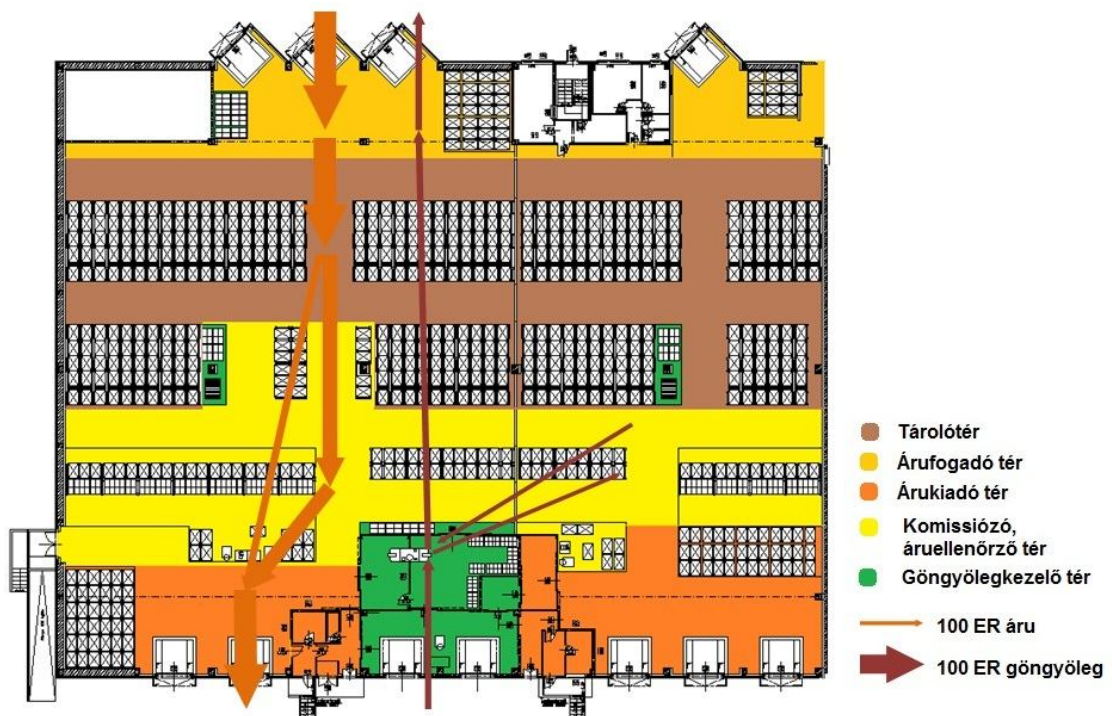 Tárolótér
Árufogadó tér
Árukiadó tér
Komissiózó,
áruellenőrző tér
Göngyölegkezelő tér
100 ER áru
100 ER göngyöleg